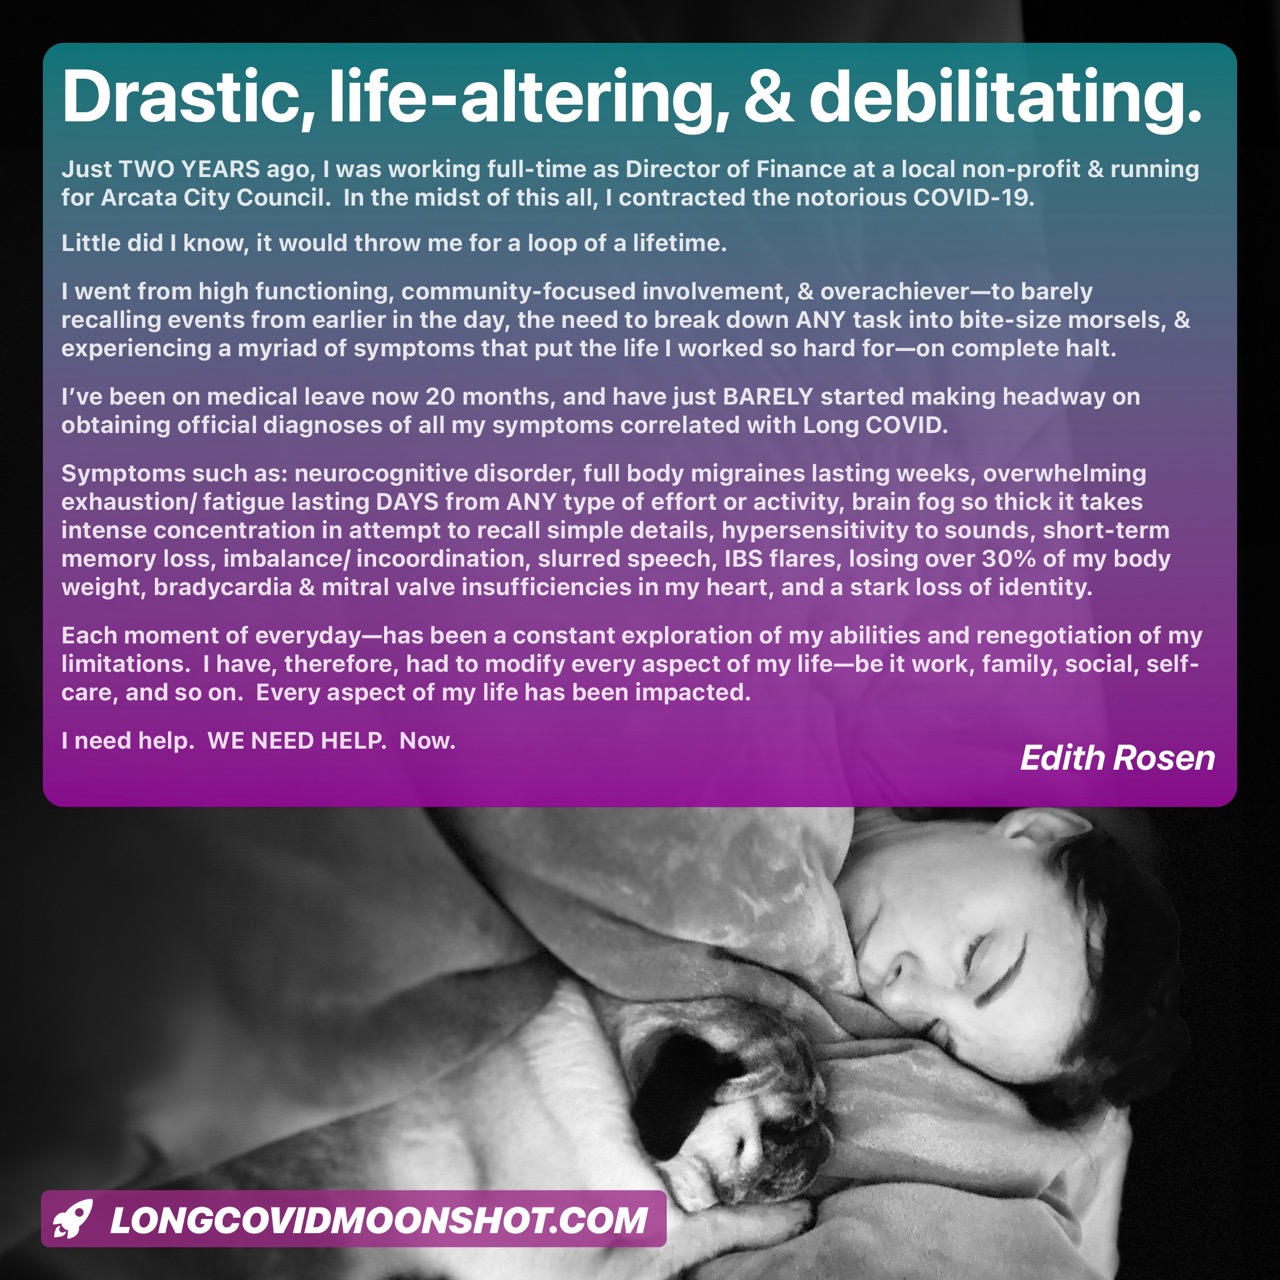 Drastic, life-altering, & debilitating.
Just TWO YEARS ago, I was working full-time as Director of Finance at a local non-profit & running
for Arcata City Council.  In the midst of this all, I contracted the notorious COVID-19.
Little did I know, it would throw me for a loop of a lifetime.
I went from high functioning, community-focused involvement, & overachiever—to barely
recalling events from earlier in the day, the need to break down ANY task into bite-size morsels, &
experiencing a myriad of symptoms that put the life I worked so hard for—on complete halt.
I’ve been on medical leave now 20 months, and have just BARELY started making headway on
obtaining official diagnoses of all my symptoms correlated with Long COVID.
Symptoms such as: neurocognitive disorder, full body migraines lasting weeks, overwhelming
exhaustion/ fatigue lasting DAYS from ANY type of effort or activity, brain fog so thick it takes
intense concentration in attempt to recall simple details, hypersensitivity to sounds, short-term
memory loss, imbalance/ incoordination, slurred speech, IBS flares, losing over 30% of my body
weight, bradycardia & mitral valve insufficiencies in my heart, and a stark loss of identity.
Each moment of everyday—has been a constant exploration of my abilities and renegotiation of my
limitations.  I have, therefore, had to modify every aspect of my life—be it work, family, social, self-
care, and so on.  Every aspect of my life has been impacted.
I need help.  WE NEED HELP.  Now.
Edith Rosen
LONGCOVIDMOONSHOT.COM